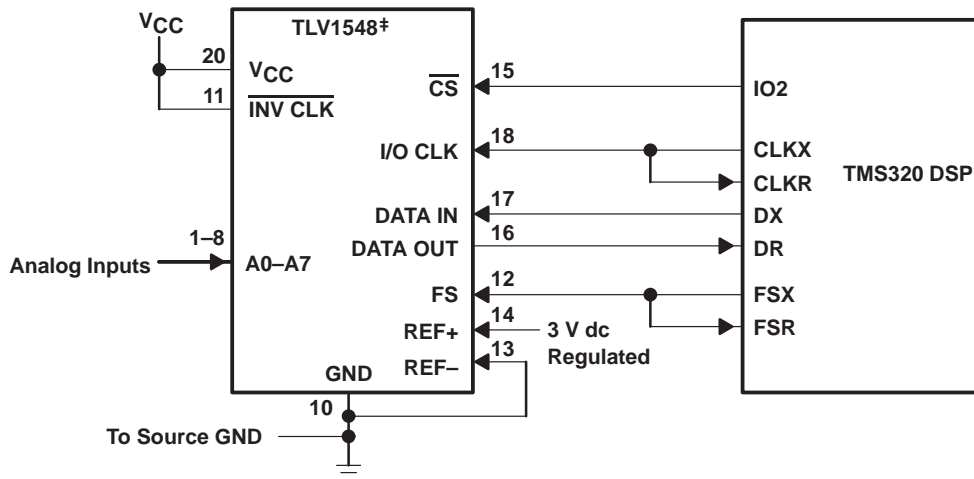 VCC
TLV1548‡
20
VCC
11
INV CLK
CS
15
IO2
I/O CLK
18
CLKX
CLKR
TMS320 DSP
DATA IN
17
DX
DATA OUT
16
DR
Analog Inputs
1–8
A0–A7
FS
12
FSX
FSR
REF+
14
3 V dc
Regulated
REF–
13
GND
10
To Source GND